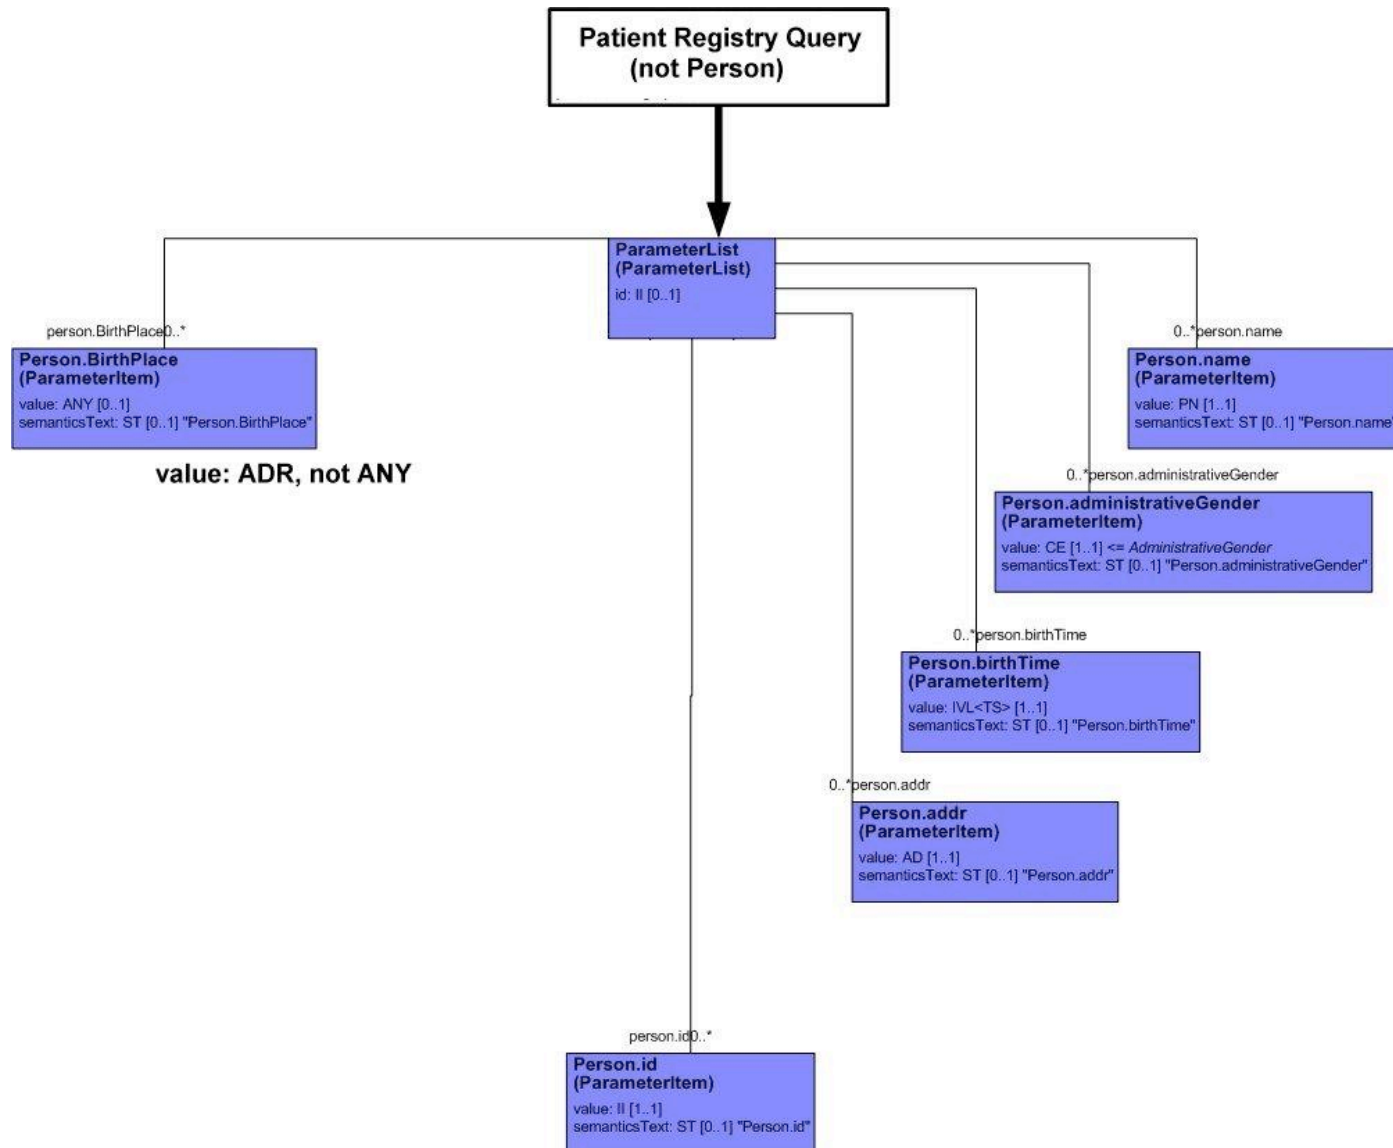 Patient Registry Query
(not Person)
ParameterList
(ParameterList)
id: II [0..1]
person.BirthPlace0..*
Person.BirthPlace
(ParameterItem)
value: ANY [0..1]
semanticsText: ST [0..1] "Person.BirthPlace"
value: ADR, not ANY
0..*person.name
Person.name
(ParameterItem)
value: PN [1..1]
semanticsText: ST [0..1] "Person.name"
0..*person.administrativeGender
Person.administrativeGender
(ParameterItem)
value: CE [1..1] <= AdministrativeGender
semanticsText: ST [0..1] "Person.administrativeGender"
0..*person.birthTime
Person.birthTime
(ParameterItem)
value: IVL<TS> [1..1]
semanticsText: ST [0..1] "Person.birthTime"
0..*person.addr
Person.addr
(ParameterItem)
value: AD [1..1]
semanticsText: ST [0..1] "Person.addr"
person.id0..*
Person.id
(ParameterItem)
value: II [1..1]
semanticsText: ST [0..1] "Person.id"